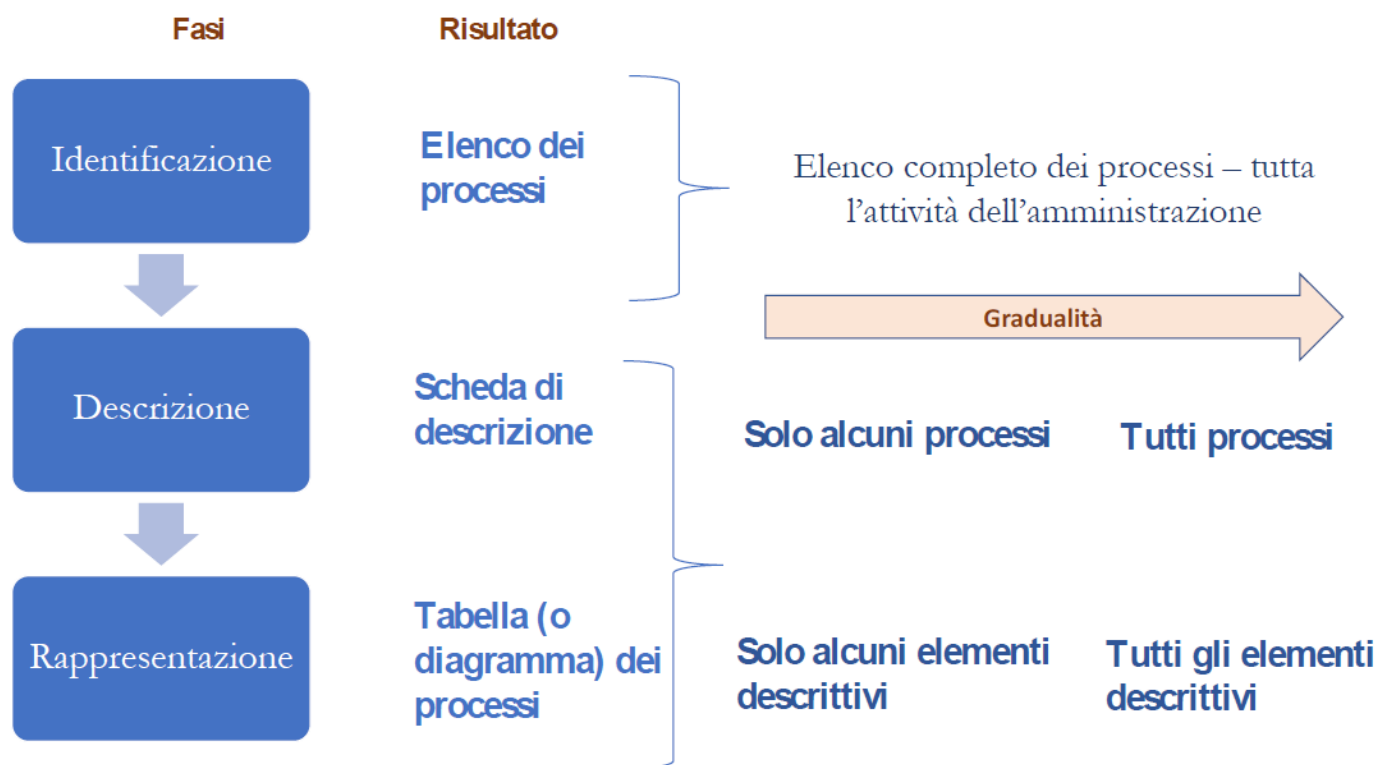 Fasi
Risultato
Identificazione
Elenco dei
processi
Elenco completo dei processi – tutta
l’attività dell’amministrazione
Gradualità
Descrizione
Scheda di
descrizione
Solo alcuni processi
Tutti processi
Rappresentazione
Tabella (o
diagramma) dei
processi
Solo alcuni elementi
descrittivi
Tutti gli elementi
descrittivi